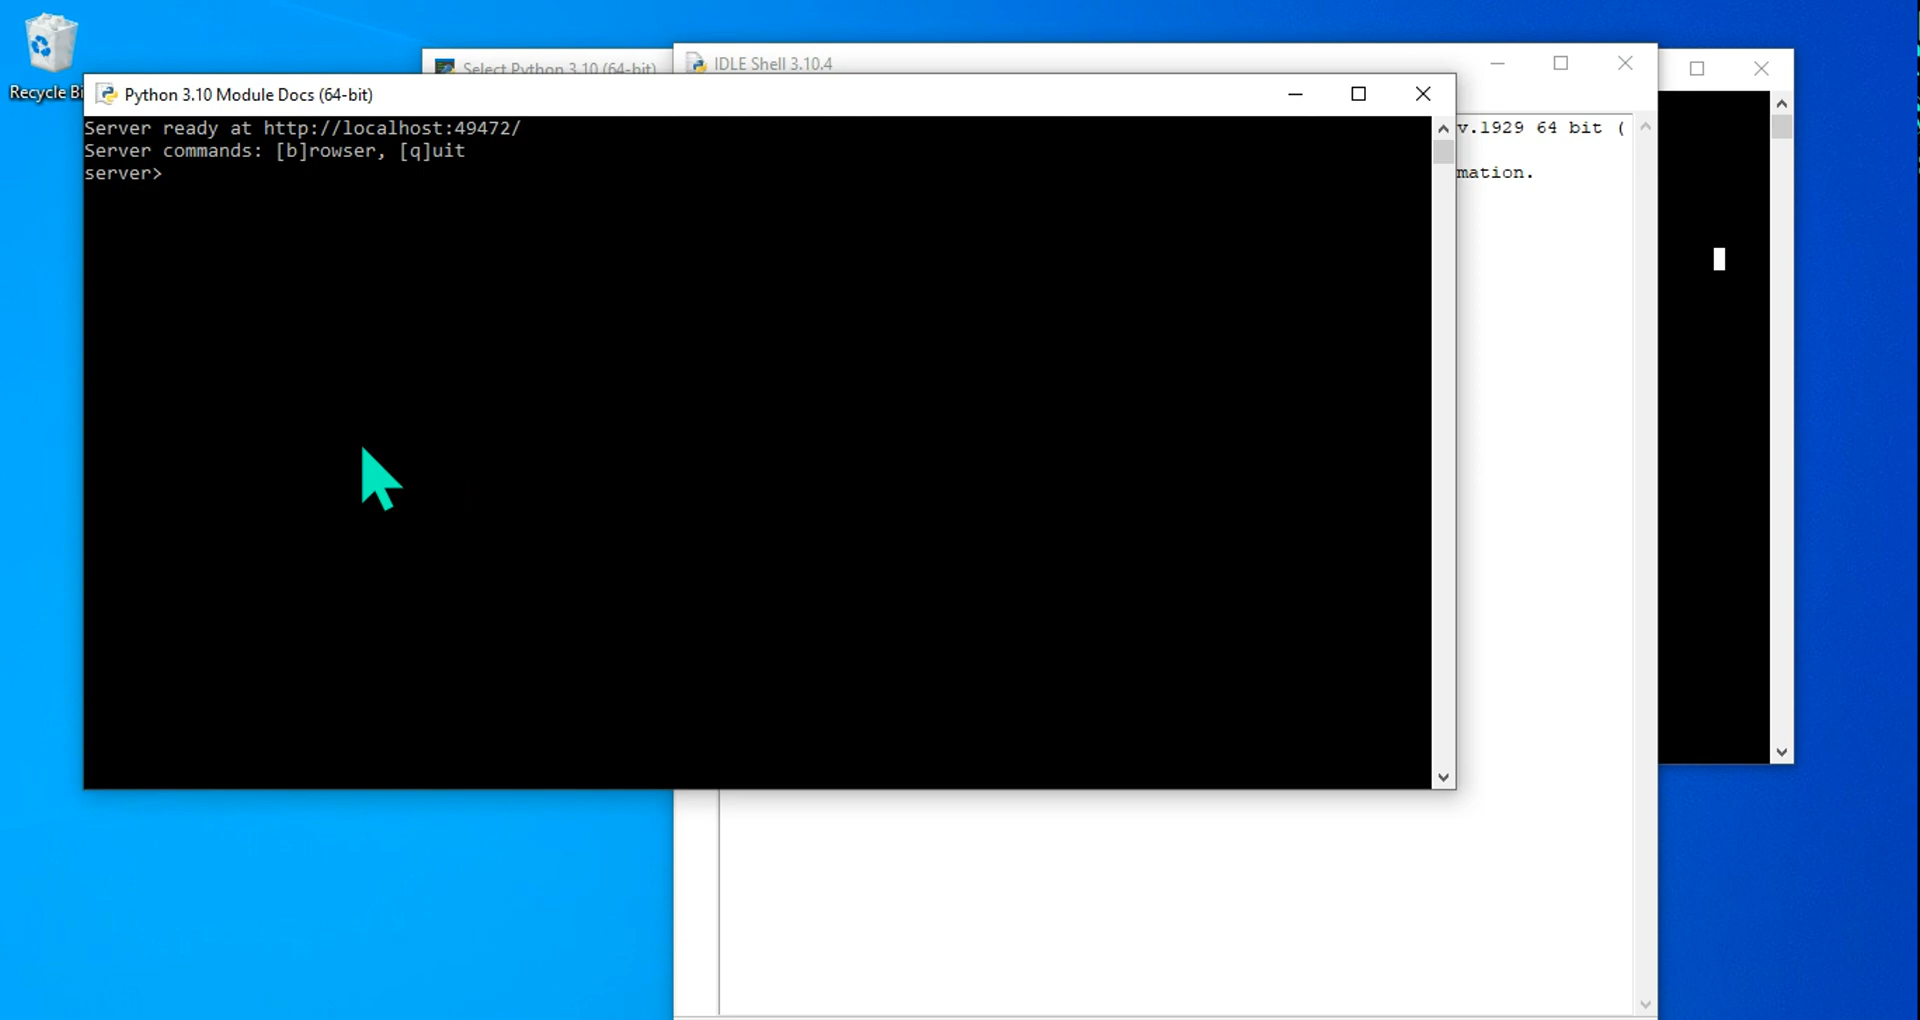 Recycle Bi
Select Python 3.10 (64-bit)
IDLE Shell 3.10.4
Python 3.10 Module Docs (64-bit)
Server ready at http://localhost:49472/
Server commands: [b]rowser, [q]uit
server>
v.1929 64 bit (
mation.